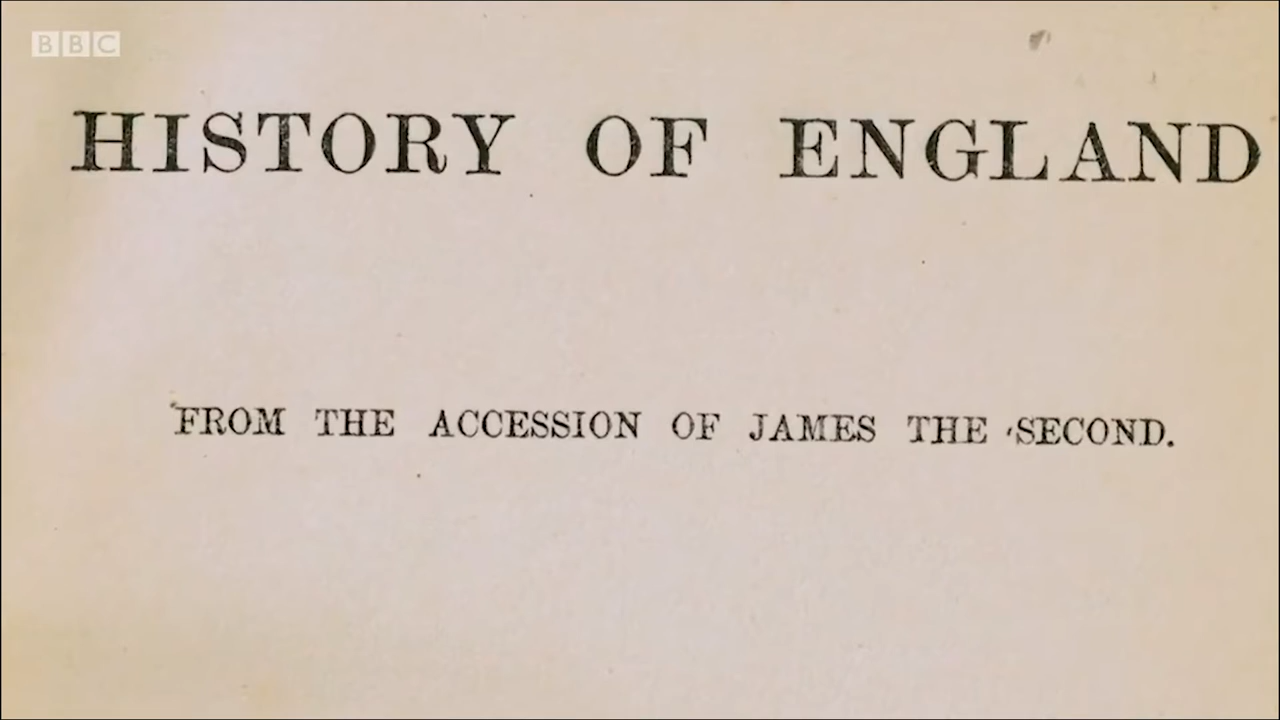 BBC
HISTORY OF ENGLAND
FROM THE ACCESSION OF JAMES THE SECOND.